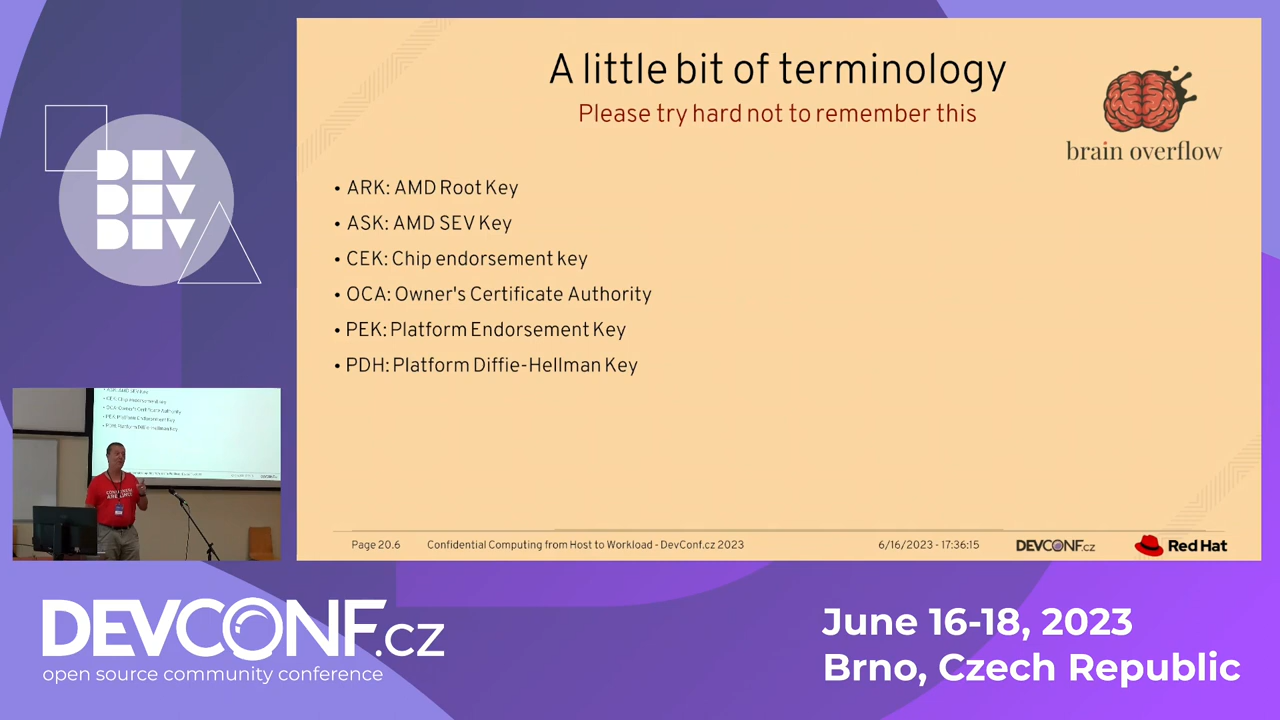 A little bit of terminology
Please try hard not to remember this
brain overflow
• ARK: AMD Root Key
• ASK: AMD SEV Key
• CEK: Chip endorsement key
• OCA: Owner's Certificate Authority
• PEK: Platform Endorsement Key
• PDH: Platform Diffie-Hellman Key
Page 20.6
Confidential Computing from Host to Workload - DevConf.cz 2023
6/16/2023 - 17:36:15
DEVCONF.cz
Red Hat
DEV
DEV
DEV
DEVCONF.cz
open source community conference
June 16-18, 2023
Brno, Czech Republic